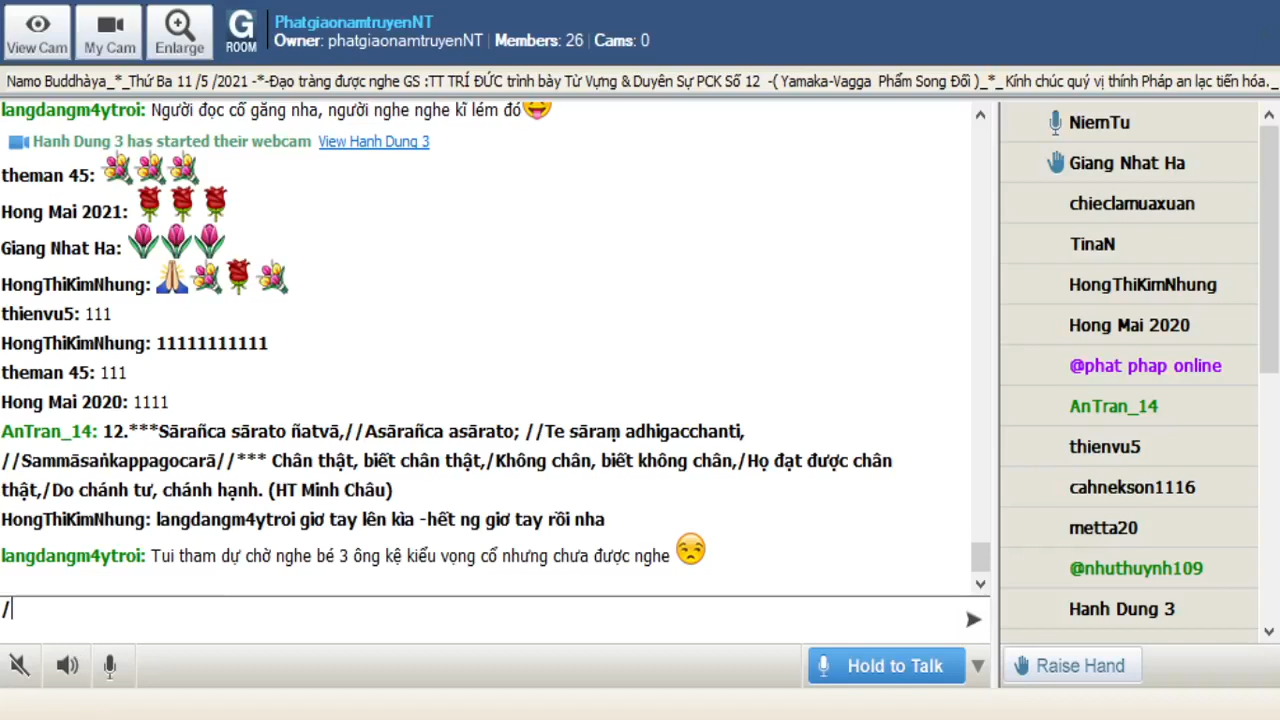 View Cam
My Cam
Enlarge
G
ROOM
PhatgiaonamtruyenNT
Owner: phatgiaonamtruyenNT | Members: 26 | Cams: 0
Namo Buddhàya_*_Thứ Ba 11 /5 /2021 -*-Đạo tràng được nghe GS :TT TRÍ ĐỨC trình bày Từ Vựng & Duyên Sự PCK Số 12 -( Yamaka-Vagga Phẩm Song Đối )_*_ Kính chúc quý vị thính Pháp an lạc tiến hóa._
langdangm4ytroi: Người đọc cố gắng nha, người nghe nghe kĩ lém đó
Hanh Dung 3 has started their webcam View Hanh Dung 3
theman 45:
Hong Mai 2021:
Giang Nhat Ha:
HongThiKimNhung:
thienvu5: 111
HongThiKimNhung: 11111111111
theman 45: 111
Hong Mai 2020: 1111
AnTran_14: 12.***Sārañca sārato ñatvā,//Asārañca asārato; //Te sāraṃ adhigacchanti,
//Sammāsaṅkappagocarā//*** Chân thật, biết chân thật,/Không chân, biết không chân,/Họ đạt được chân
thật,/Do chánh tư, chánh hạnh. (HT Minh Châu)
HongThiKimNhung: langdangm4ytroi giơ tay lên kìa -hết ng giơ tay rồi nha
langdangm4ytroi: Tui tham dự chờ nghe bé 3 ông kệ kiểu vọng cổ nhưng chưa được nghe
/
Hold to Talk
NiemTu
Giang Nhat Ha
chieclamuaxuan
TinaN
HongThiKimNhung
Hong Mai 2020
@phat phap online
AnTran_14
thienvu5
cahnekson1116
metta20
@nhuthuynh109
Hanh Dung 3
Raise Hand